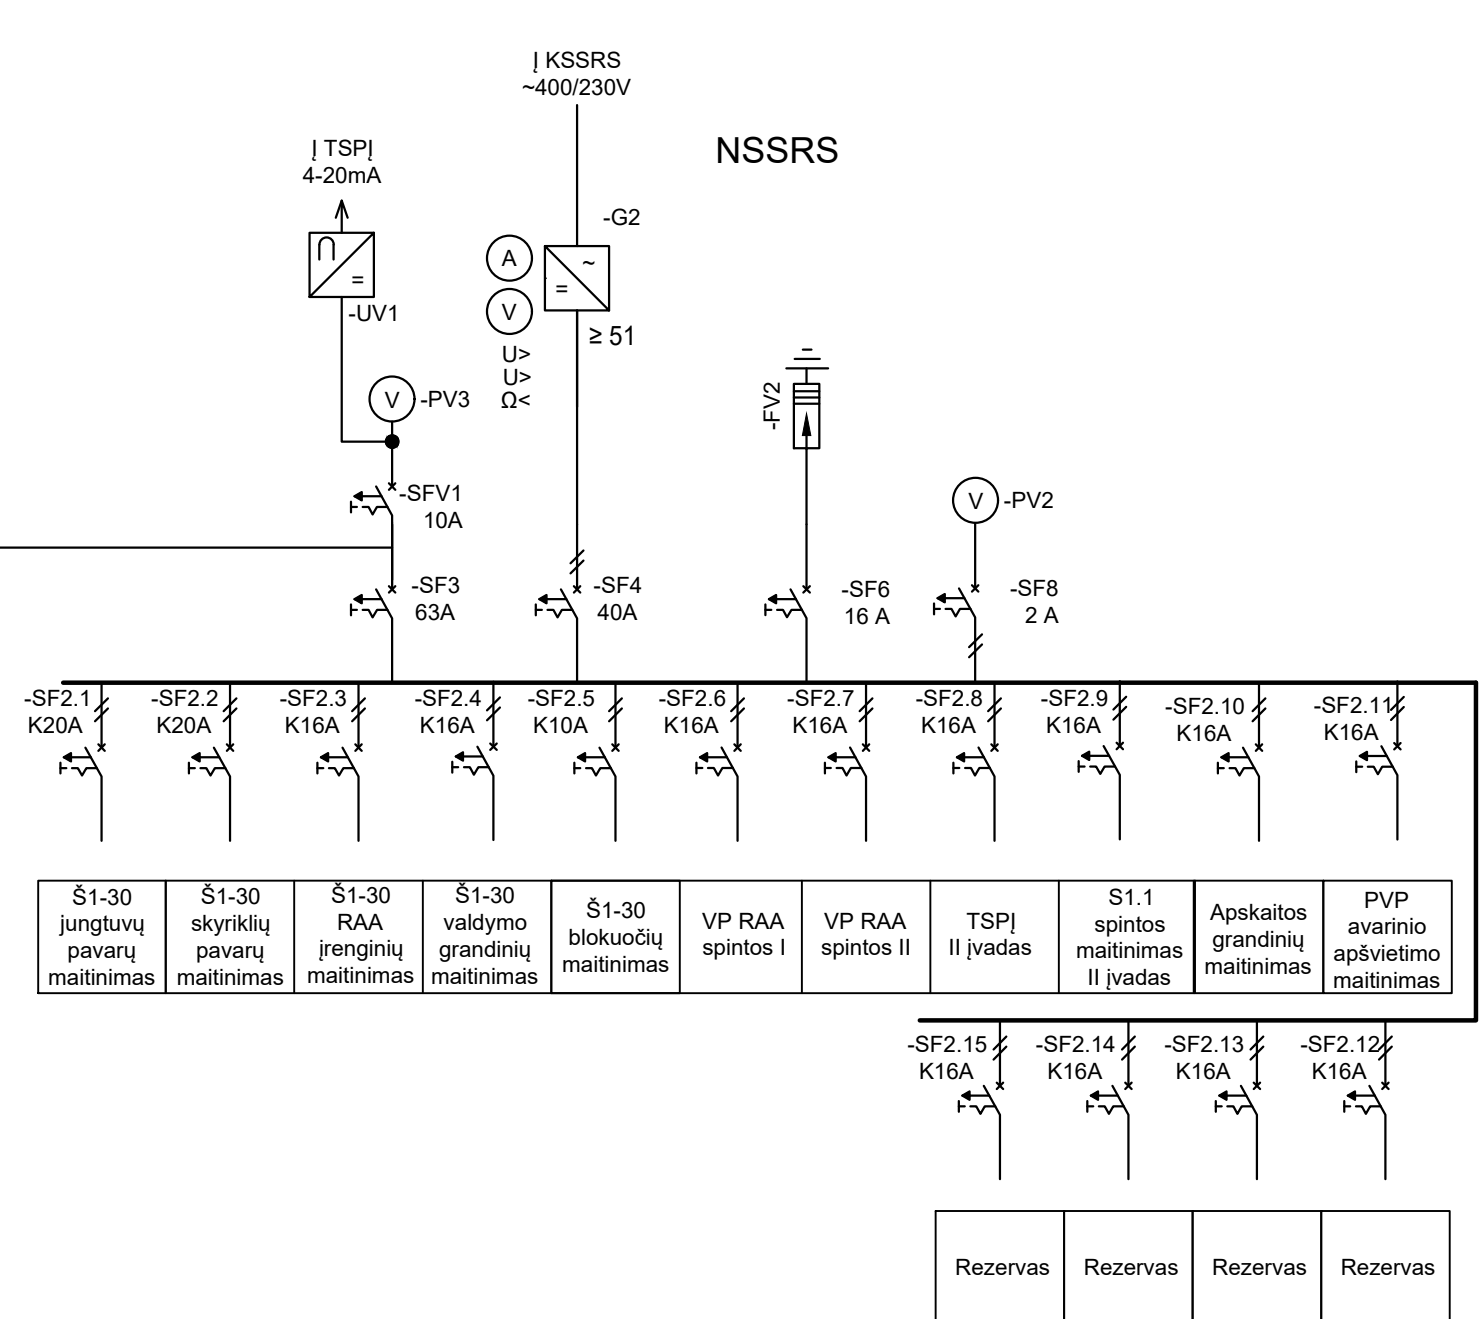 Į KSSRS
~400/230V
NSSRS
Į TSPĮ
4-20mA
-G2
A
~
=
V
≥ 51
U>
U>
Ω<
=
-UV1
V
-PV3
-FV2
V
-PV2
-SFV1
10A
-SF3
63A
-SF4
40A
-SF6
16 A
-SF8
2 A
-SF2.1
K20A
-SF2.2
K20A
-SF2.3
K16A
-SF2.4
K16A
-SF2.5
K10A
-SF2.6
K16A
-SF2.7
K16A
-SF2.8
K16A
-SF2.9
K16A
-SF2.10
K16A
-SF2.11
K16A
Š1-30
jungtuvų
pavarų
maitinimas
Š1-30
skyriklių
pavarų
maitinimas
Š1-30
RAA
įrenginių
maitinimas
Š1-30
valdymo
grandinių
maitinimas
Š1-30
blokuočių
maitinimas
VP RAA
spintos I
VP RAA
spintos II
TSPĮ
II įvadas
S1.1
spintos
maitinimas
II įvadas
Apskaitos
grandinių
maitinimas
PVP
avarinio
apšvietimo
maitinimas
-SF2.15
K16A
-SF2.14
K16A
-SF2.13
K16A
-SF2.12
K16A
Rezervas
Rezervas
Rezervas
Rezervas